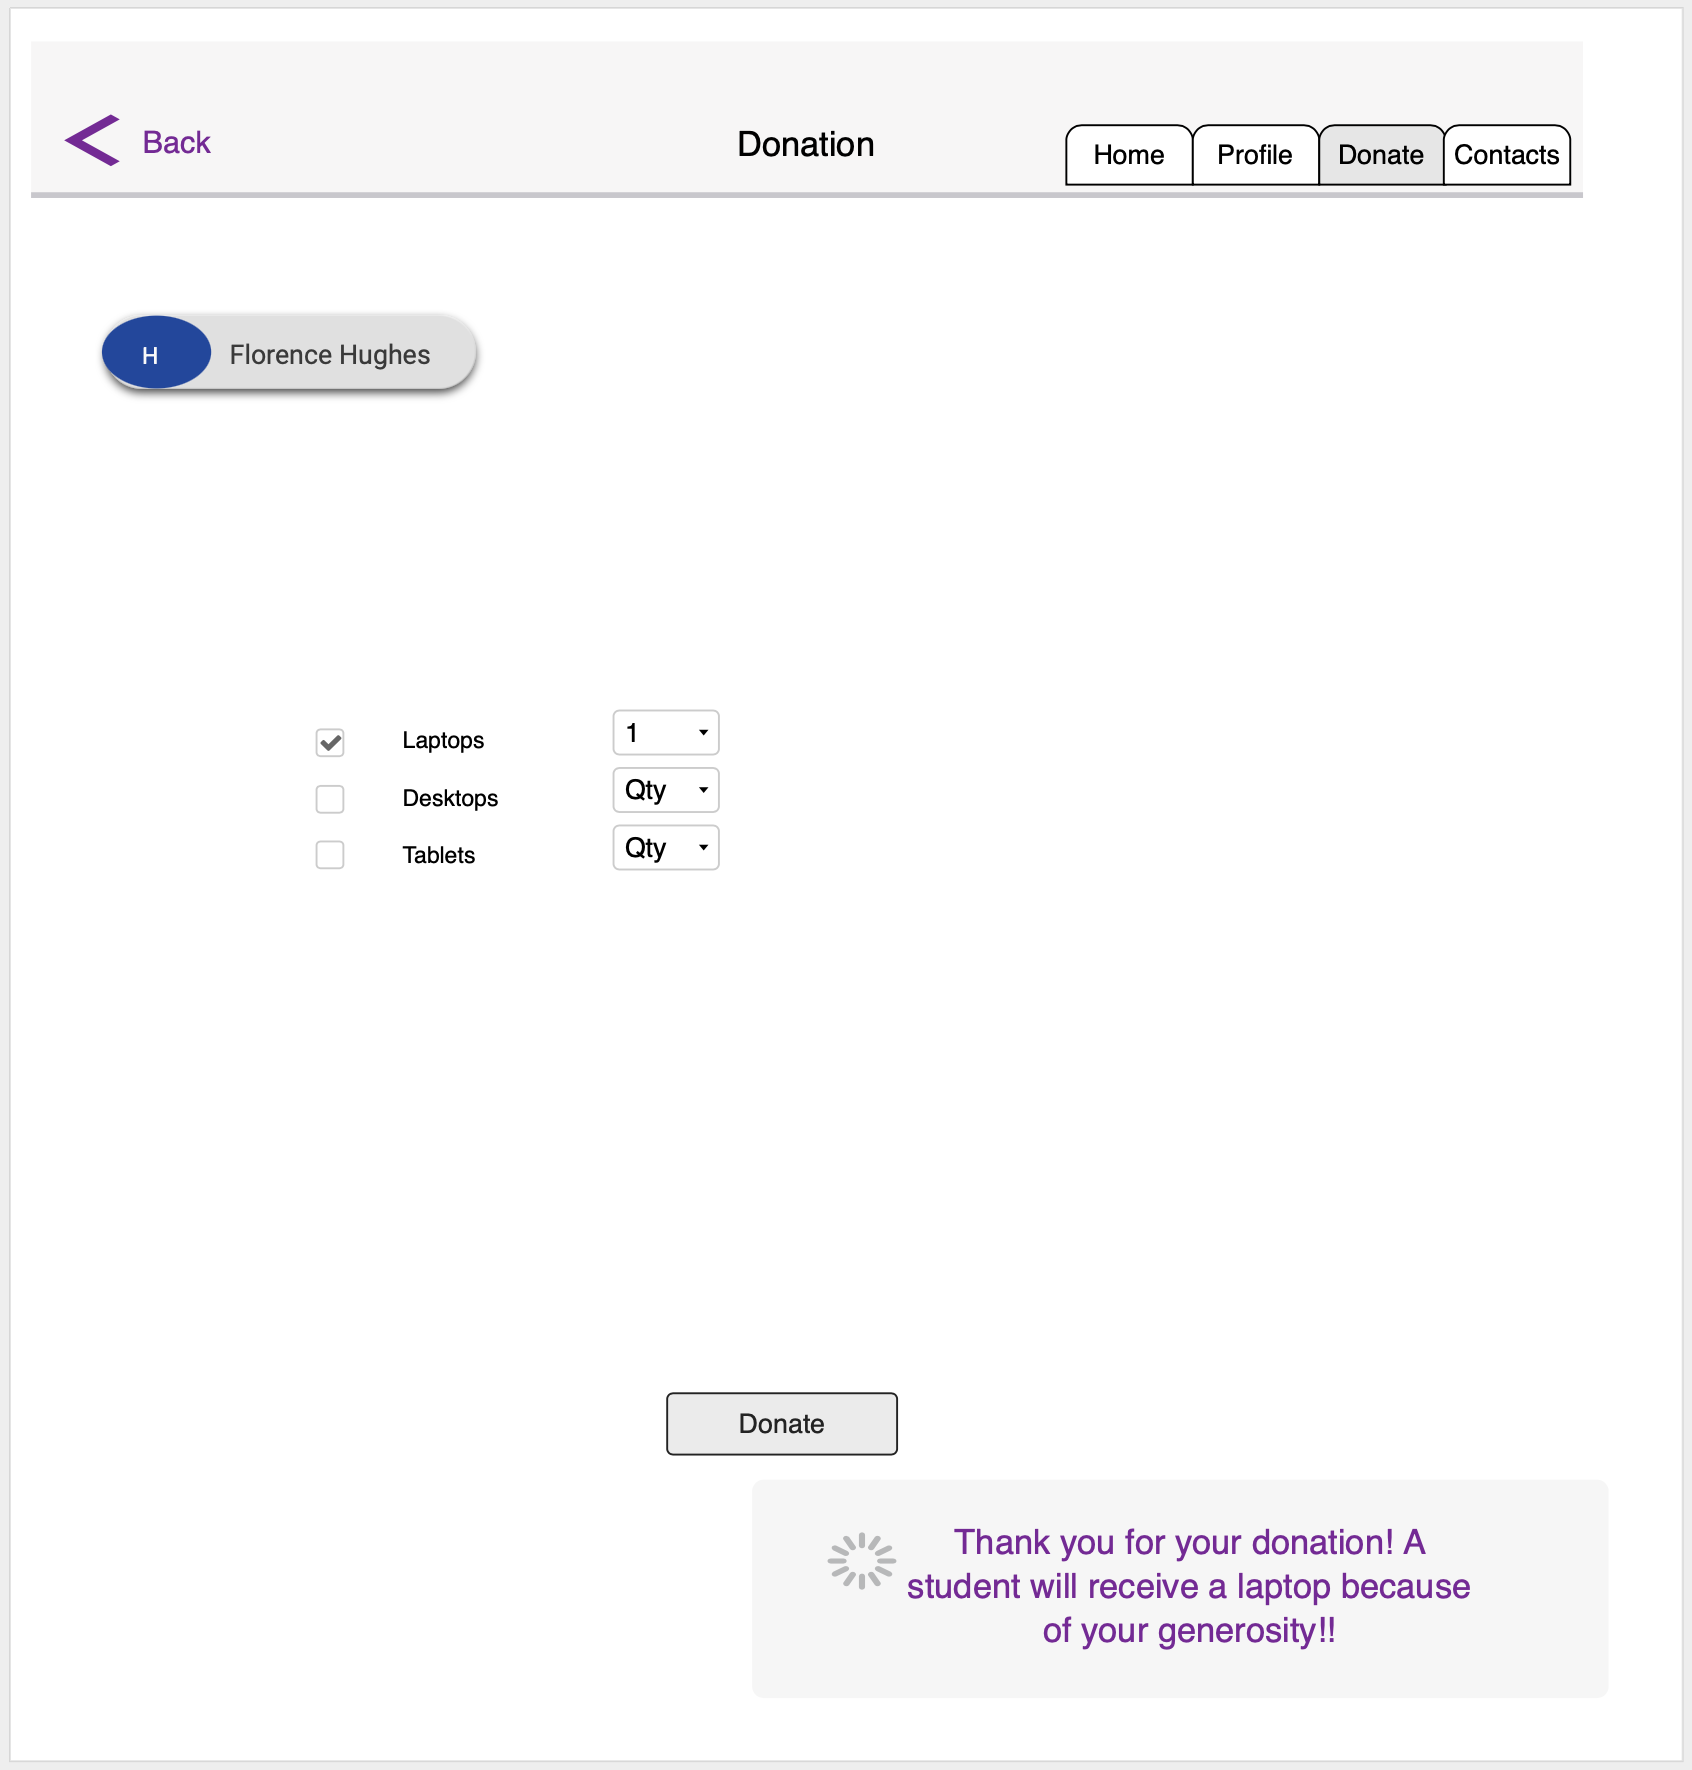 Back
Donation
Home
Profile
Donate
Contacts
H
Florence Hughes
Laptops
1
Desktops
Qty
Tablets
Qty
Donate
Thank you for your donation! A
student will receive a laptop because
of your generosity!!